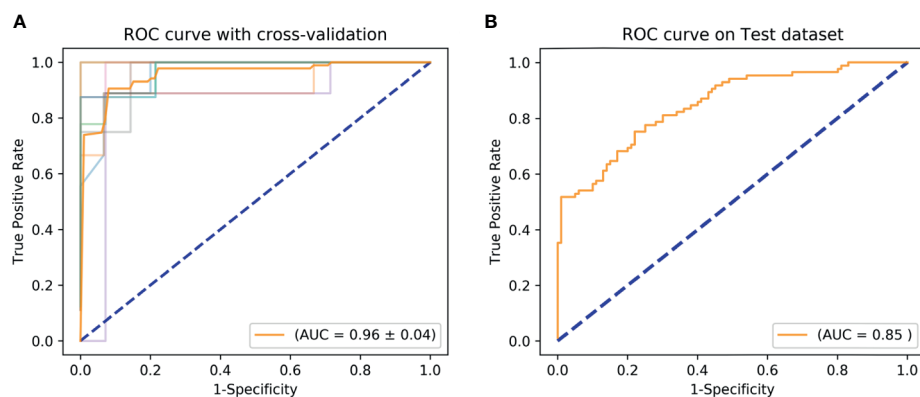 A
ROC curve with cross-validation
True Positive Rate
1.0
0.8
0.6
0.4
0.2
0.0
0.0 0.2 0.4 0.6 0.8 1.0
1-Specificity
(AUC = 0.96 ± 0.04)
B
ROC curve on Test dataset
True Positive Rate
1.0
0.8
0.6
0.4
0.2
0.0
0.0 0.2 0.4 0.6 0.8 1.0
1-Specificity
(AUC = 0.85 )